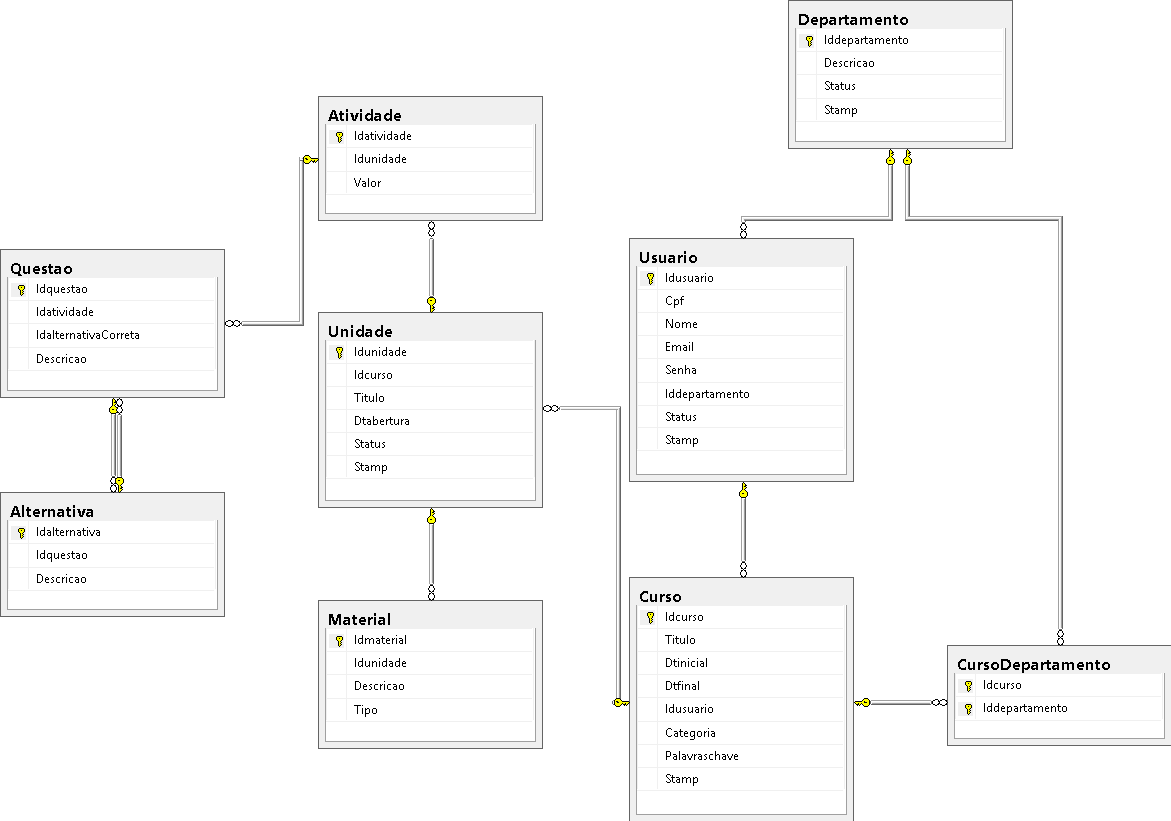 Departamento
Iddepartamento
Descricao
Status
Stamp
Atividade
Idatividade
Idunidade
Valor
Questao
Idquestao
Idatividade
IdalternativaCorreta
Descricao
Unidade
Idunidade
Idcurso
Titulo
Dtabertura
Status
Stamp
Usuario
Idusuario
Cpf
Nome
Email
Senha
Iddepartamento
Status
Stamp
Alternativa
Idalternativa
Idquestao
Descricao
Material
Idmaterial
Idunidade
Descricao
Tipo
Curso
Idcurso
Titulo
Dtinicial
Dtfinal
Idusuario
Categoria
Palavraschave
Stamp
CursoDepartamento
Idcurso
Iddepartamento